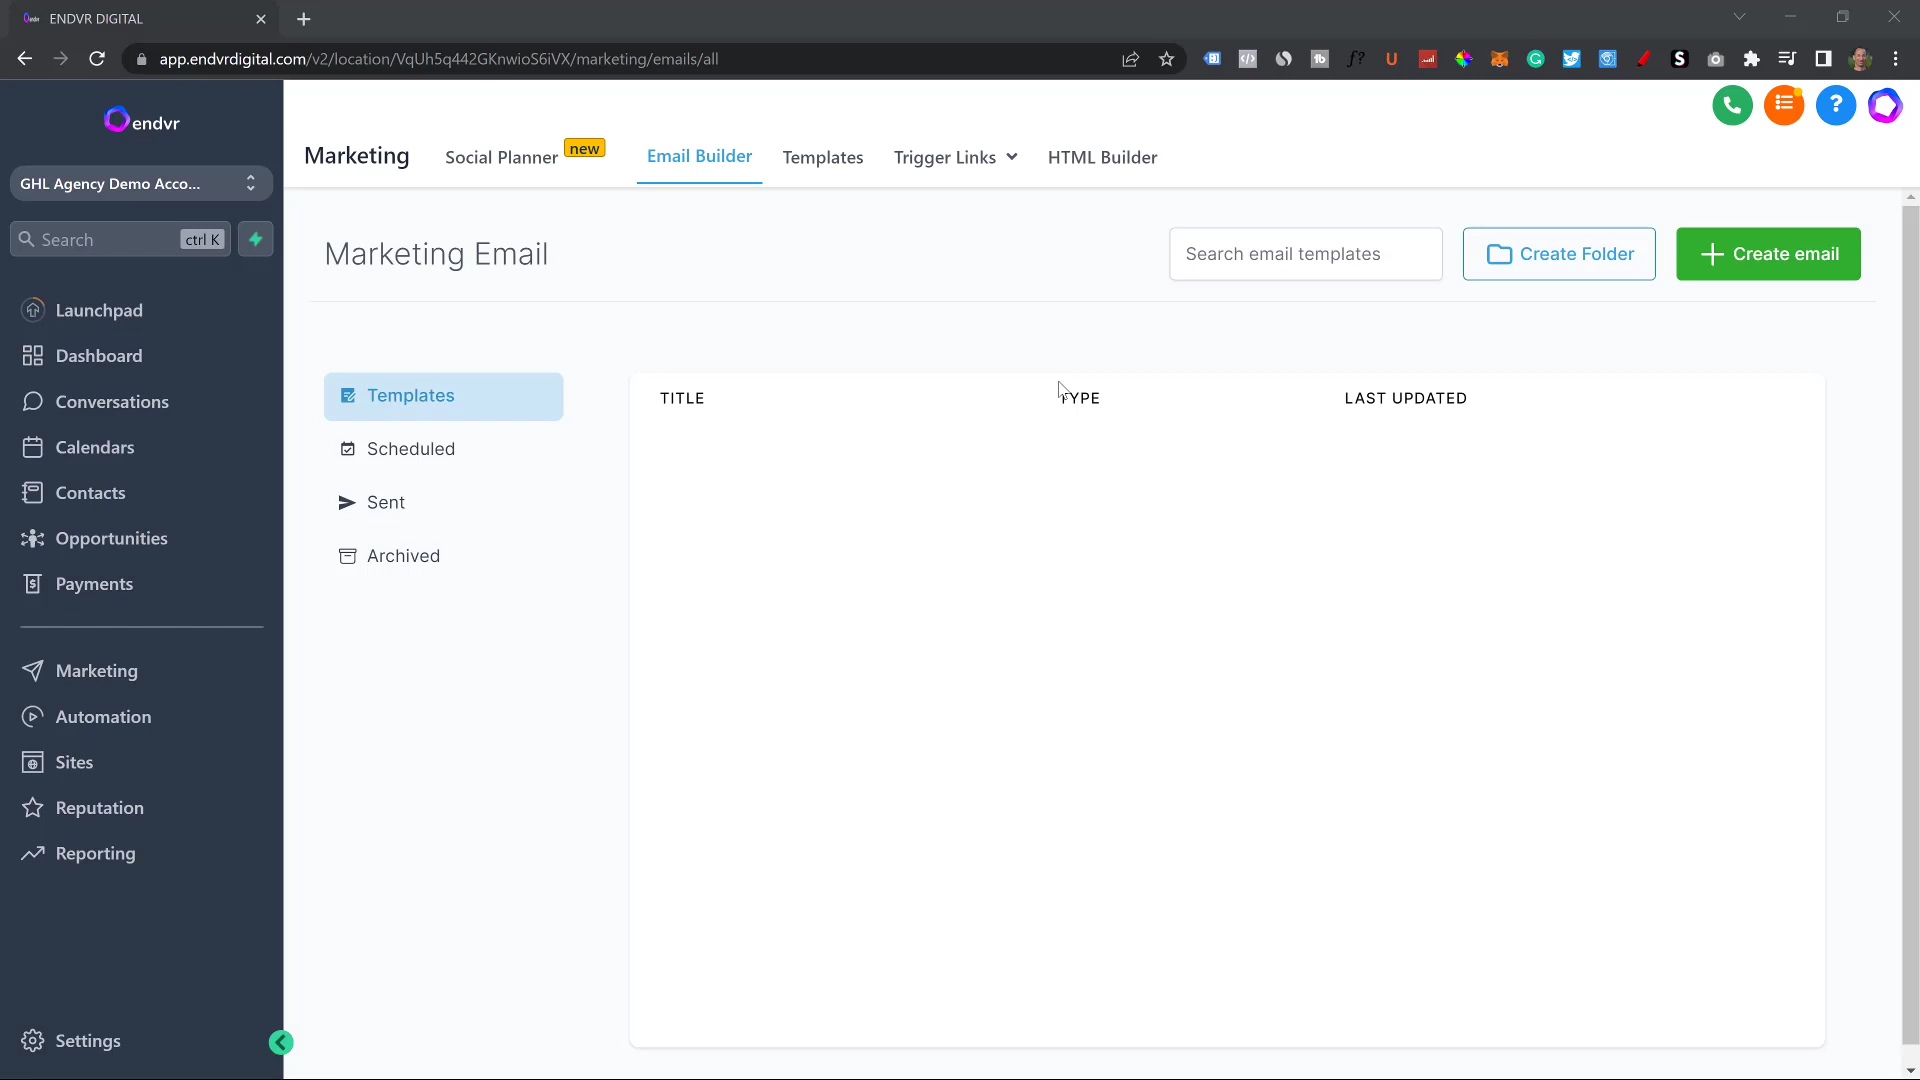 ENDVR DIGITAL
app.endvrdigital.com/v2/location/VqUh5q442GKnwioS6iVX/marketing/emails/all
endvr
GHL Agency Demo Acco...
Search ctrl K
Launchpad
Dashboard
Conversations
Calendars
Contacts
Opportunities
Payments
Marketing
Automation
Sites
Reputation
Reporting
Settings
Marketing Social Planner new Email Builder Templates Trigger Links HTML Builder
Marketing Email Search email templates Create Folder Create email
Templates
Scheduled
Sent
Archived
TITLE TYPE LAST UPDATED